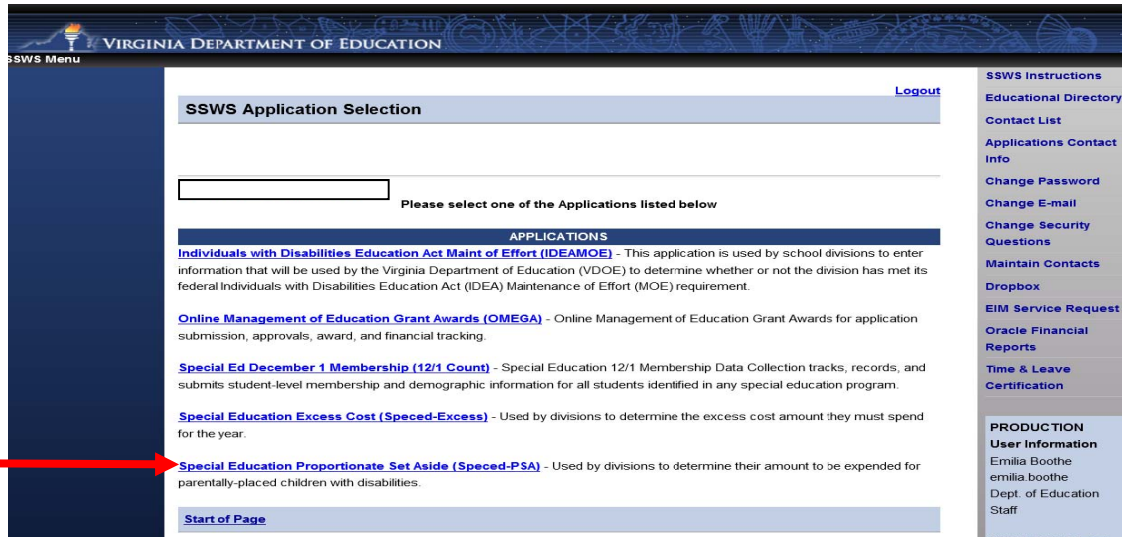 VIRGINIA DEPARTMENT OF EDUCATION
SSWS Menu
Logout
SSWS Application Selection
Please select one of the Applications listed below
APPLICATIONS
Individuals with Disabilities Education Act Maint of Effort (IDEAMOE) - This application is used by school divisions to enter
information that will be used by the Virginia Department of Education (VDOE) to determine whether or not the division has met its
federal Individuals with Disabilities Education Act (IDEA) Maintenance of Effort (MOE) requirement.
Online Management of Education Grant Awards (OMEGA) - Online Management of Education Grant Awards for application
submission, approvals, award, and financial tracking.
Special Ed December 1 Membership (12/1 Count) - Special Education 12/1 Membership Data Collection tracks, records, and
submits student-level membership and demographic information for all students identified in any special education program.
Special Education Excess Cost (Speced-Excess) - Used by divisions to determine the excess cost amount they must spend
for the year.
Special Education Proportionate Set Aside (Speced-PSA) - Used by divisions to determine their amount to be expended for
parentally-placed children with disabilities.
Start of Page
SSWS Instructions
Educational Directory
Contact List
Applications Contact
Info
Change Password
Change E-mail
Change Security
Questions
Maintain Contacts
Dropbox
EIM Service Request
Oracle Financial
Reports
Time & Leave
Certification
PRODUCTION
User Information
Emilia Boothe
emilia.boothe
Dept. of Education
Staff